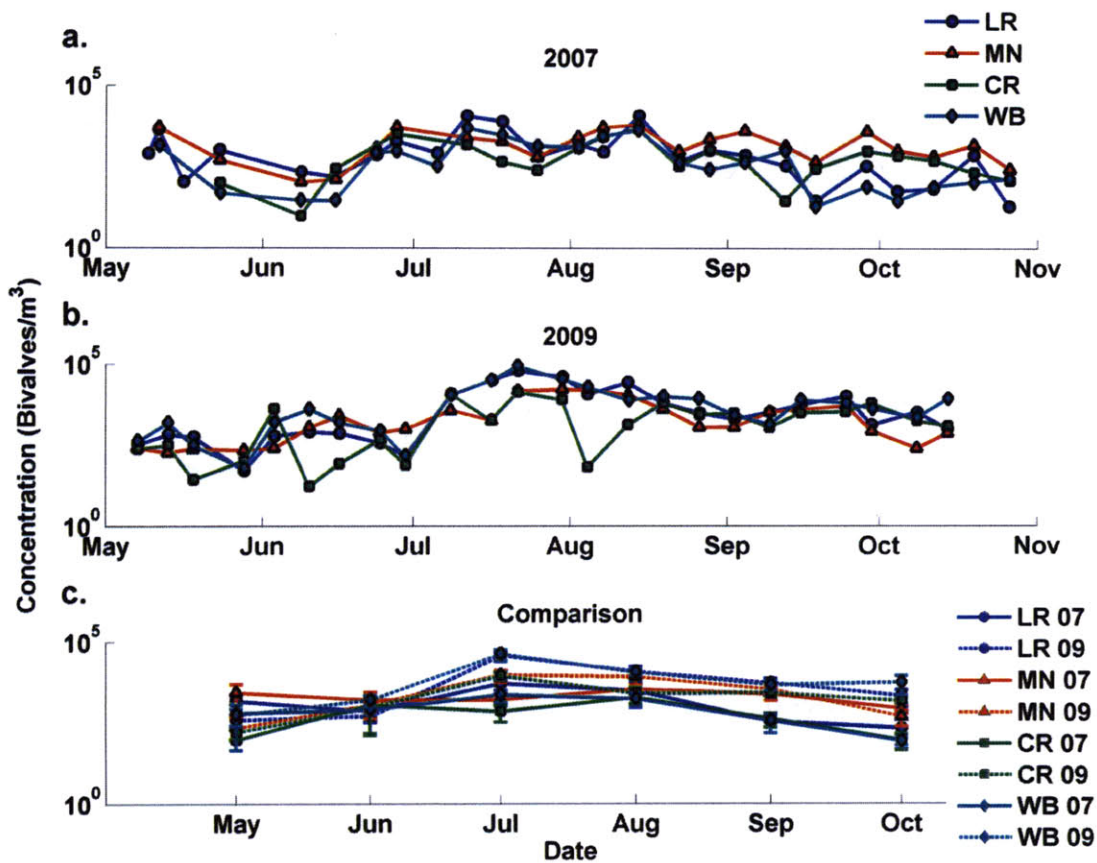 a.
2007
LR
MN
CR
WB
10^5
10^0
May Jun Jul Aug Sep Oct Nov
b.
2009
10^5
10^0
May Jun Jul Aug Sep Oct Nov
Concentration (Bivalves/m^3)
c.
Comparison
10^5
10^0
May Jun Jul Aug Sep Oct
Date
LR 07
LR 09
MN 07
MN 09
CR 07
CR 09
WB 07
WB 09